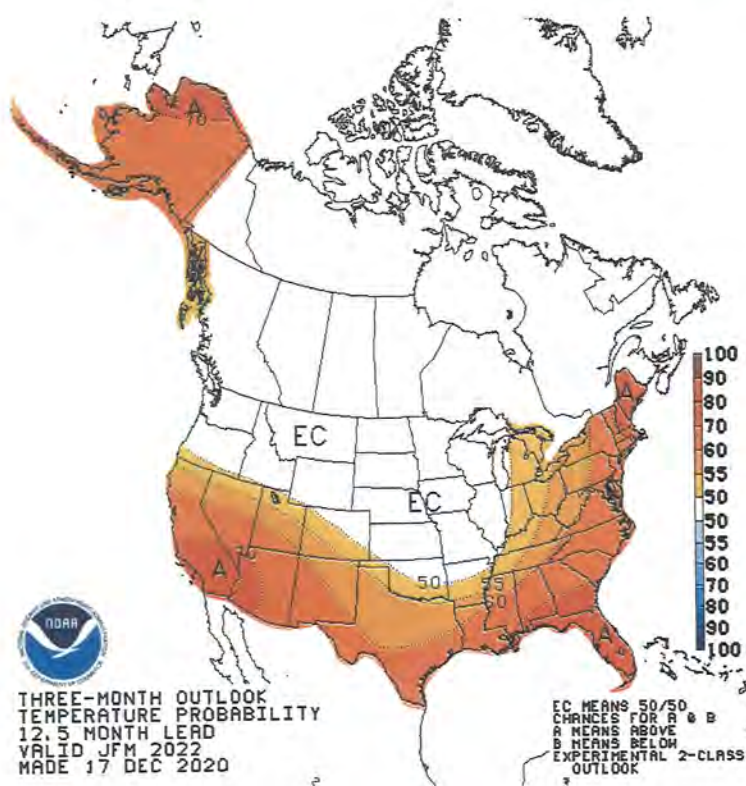 A
70
EC
EC
A
A
A
50
55
60
100
90
80
70
60
55
50
50
55
60
70
80
90
100
NOAA
THREE-MONTH OUTLOOK
TEMPERATURE PROBABILITY
12.5 MONTH LEAD
VALID JFM 2022
MADE 17 DEC 2020
EC MEANS 50/50
CHANCES FOR A & B
A MEANS ABOVE
B MEANS BELOW
EXPERIMENTAL 2-CLASS
OUTLOOK